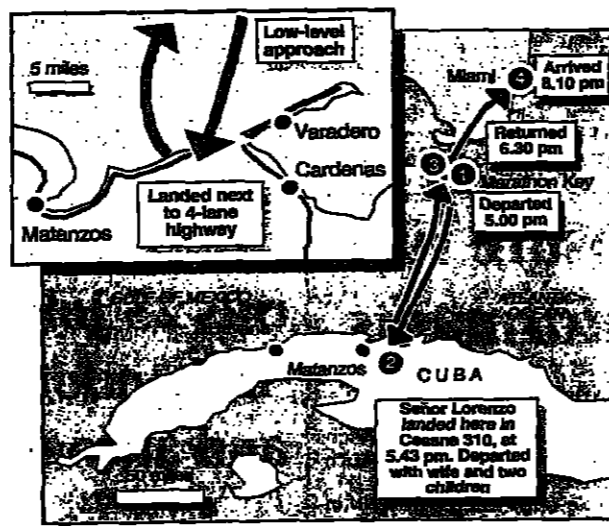 Low-level
approach
5 miles
Varadero
Cardenas
Landed next
to 4-lane
highway
Matanzos
Miami
4
Arrived
8.10 pm
Returned
6.30 pm
3
1
Marathon Key
Departed
5.00 pm
GULF OF MEXICO
ATLANTIC
OCEAN
Matanzos
2
CUBA
Señor Lorenzo
landed here in
Cessna 310, at
5.43 pm. Departed
with wife and two
children
miles